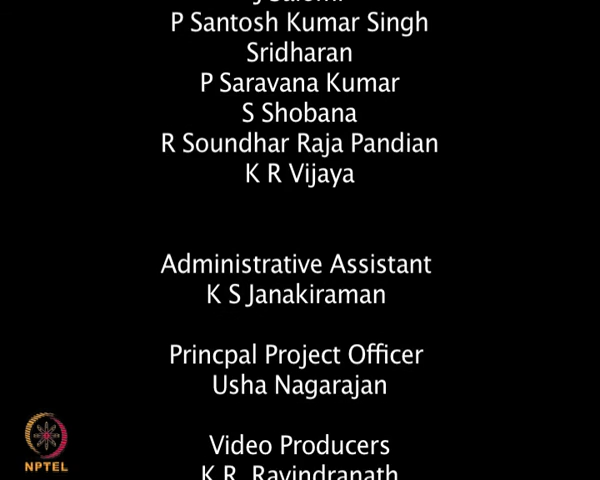 P Santosh Kumar Singh
Sridharan
P Saravana Kumar
S Shobana
R Soundhar Raja Pandian
K R Vijaya
Administrative Assistant
K S Janakiraman
Princpal Project Officer
Usha Nagarajan
Video Producers
K R Ravindranath
NPTEL